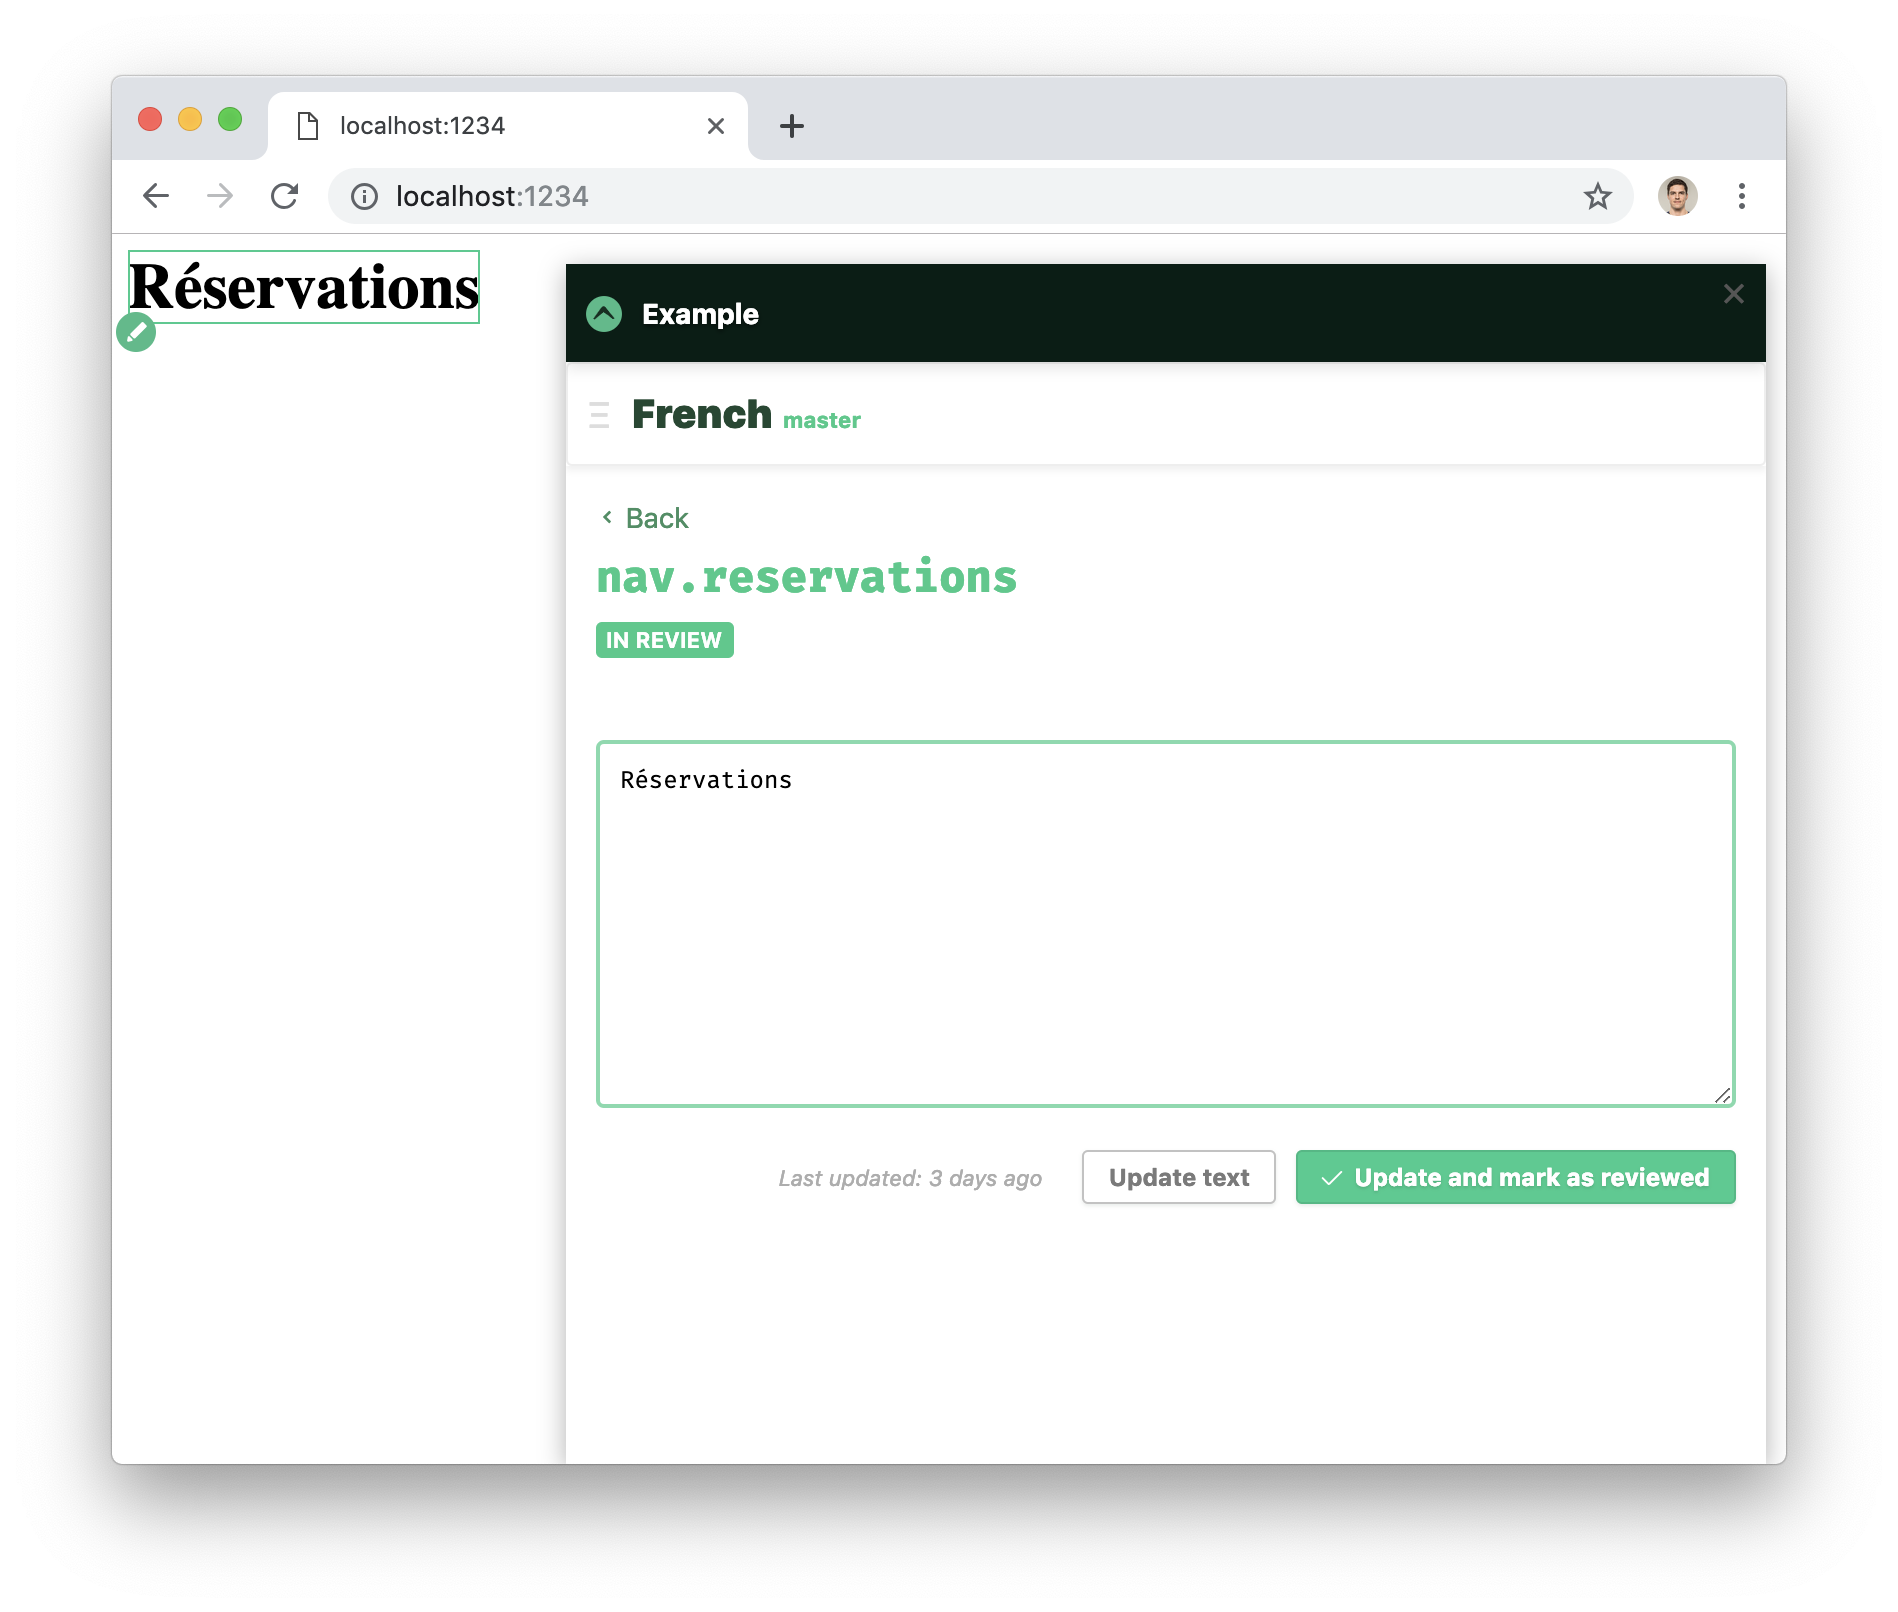 localhost:1234
localhost:1234
Réservations
Example
French master
Back
nav.reservations
IN REVIEW
Réservations
Last updated: 3 days ago
Update text
Update and mark as reviewed